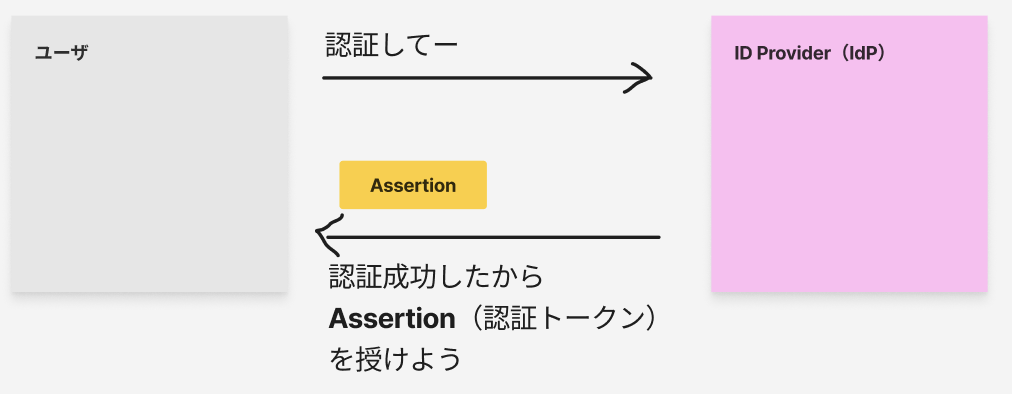 ユーザ
認証してー
ID Provider（IdP）
Assertion
認証成功したから
Assertion（認証トークン）
を授けよう